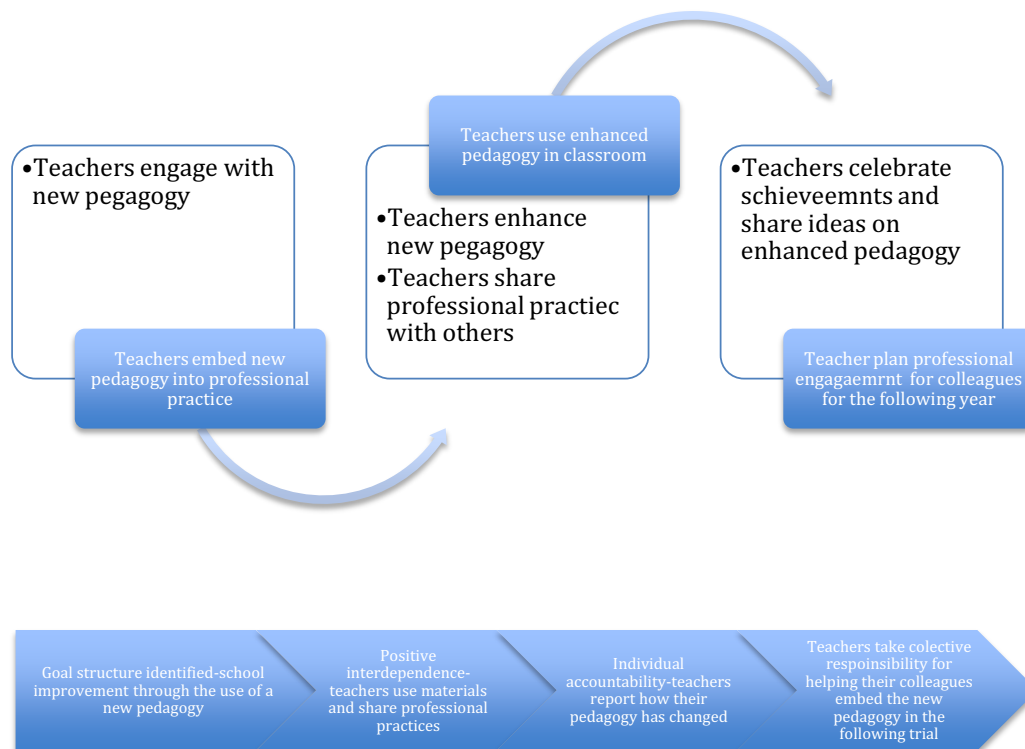 •Teachers engage with
new pegagogy
Teachers embed new
pedagogy into professional
practice
Teachers use enhanced
pedagogy in classroom
•Teachers enhance
new pegagogy
•Teachers share
professional practiec
with others
•Teachers celebrate
schieveemnts and
share ideas on
enhanced pedagogy
Teacher plan professional
engagaemrnt for colleagues
for the following year
Goal structure identified-school
improvement through the use of a
new pedagogy
Positive
interdependence-
teachers use materials
and share professional
practices
Individual
accountability-teachers
report how their
pedagogy has changed
Teachers take colective
respoinsibility for
helping their colleagues
embed the new
pedagogy in the
following trial